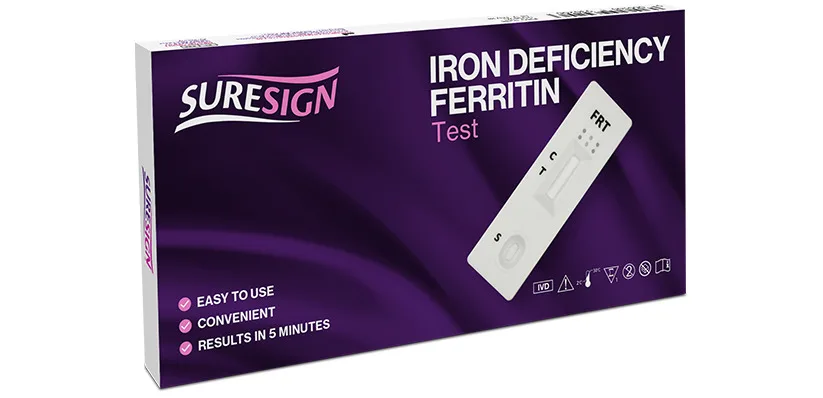 SURESIGN
IRON DEFICIENCY
FERRITIN
Test
FRT
C
T
S
SURESIGN
EASY TO USE
CONVENIENT
RESULTS IN 5 MINUTES
IVD